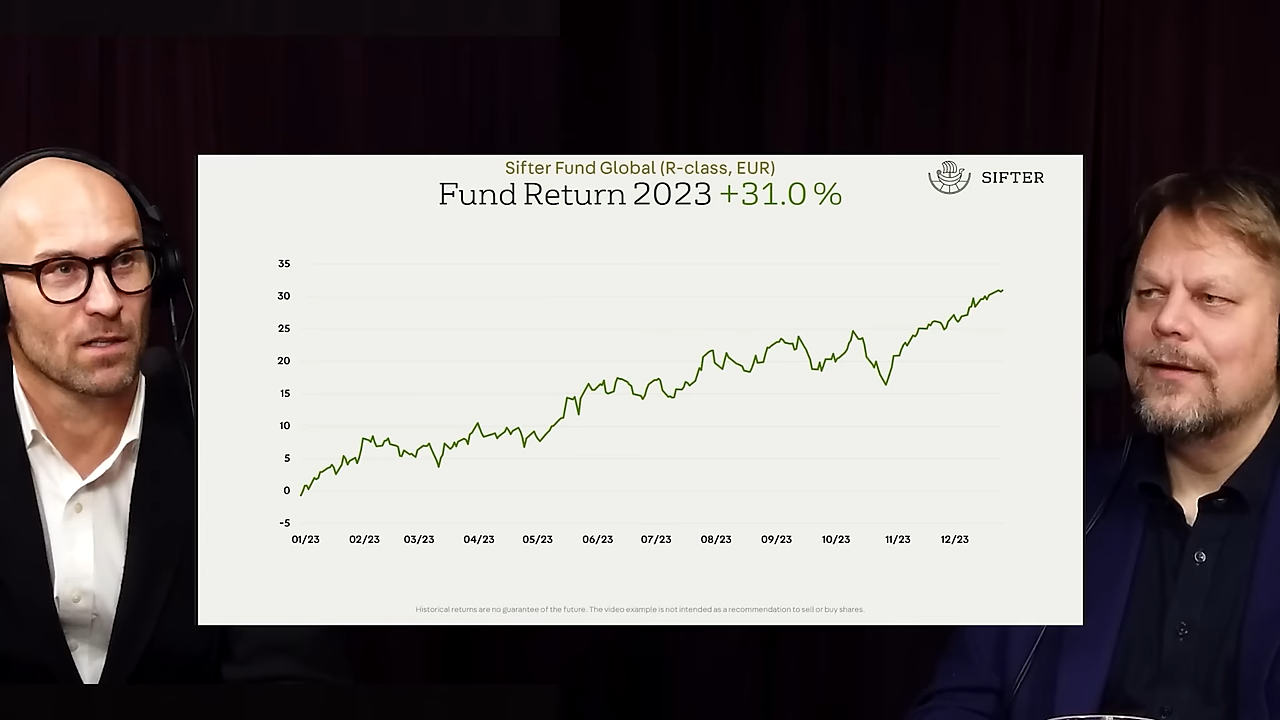 Sifter Fund Global (R-class, EUR)
Fund Return 2023 +31.0 %
SIFTER
35
30
25
20
15
10
5
0
-5
01/23 02/23 03/23 04/23 05/23 06/23 07/23 08/23 09/23 10/23 11/23 12/23
Historical returns are no guarantee of the future. The video example is not intended as a recommendation to sell or buy shares.